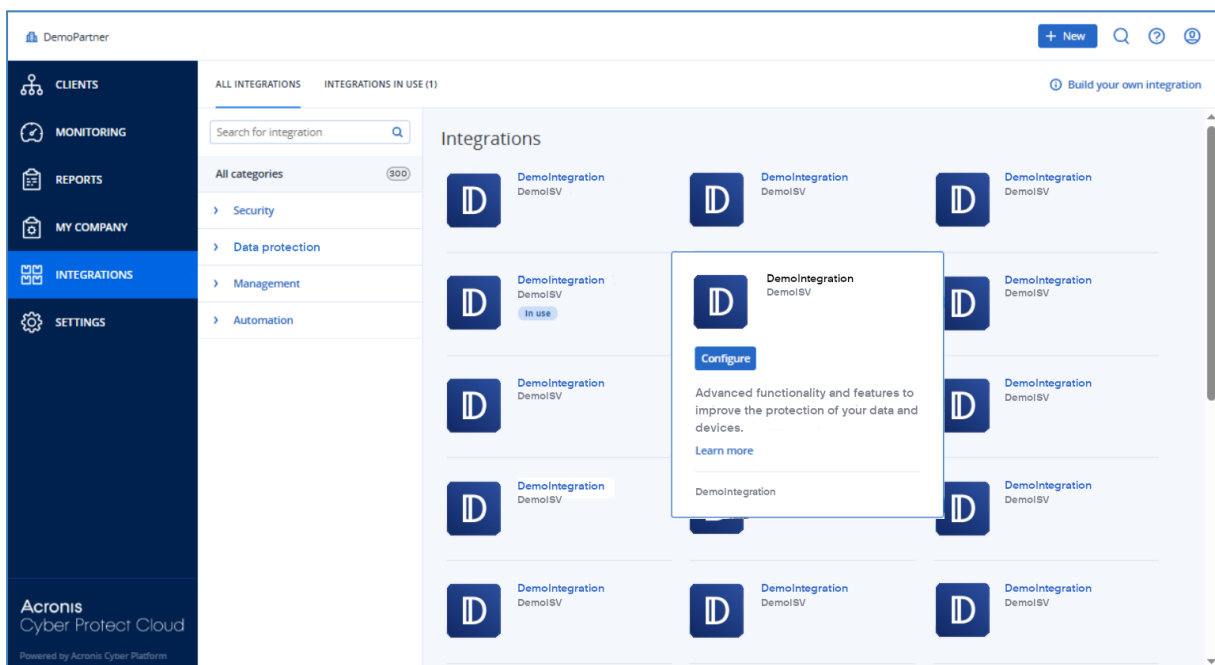 DemoPartner
+ New
CLIENTS
MONITORING
REPORTS
MY COMPANY
INTEGRATIONS
SETTINGS
Acronis
Cyber Protect Cloud
Powered by Acronis Cyber Platform
ALL INTEGRATIONS
INTEGRATIONS IN USE (1)
Build your own integration
Search for integration
All categories
300
Security
Data protection
Management
Automation
Integrations
D
DemoIntegration
DemoISV
D
DemoIntegration
DemoISV
D
DemoIntegration
DemoISV
D
DemoIntegration
DemoISV
In use
D
DemoIntegration
DemoISV
Configure
Advanced functionality and features to
improve the protection of your data and
devices.
Learn more
DemoIntegration
D
DemoIntegration
DemoISV
D
DemoIntegration
DemoISV
D
DemoIntegration
DemoISV
D
DemoIntegration
DemoISV
D
DemoIntegration
DemoISV
D
DemoIntegration
DemoISV
D
DemoIntegration
DemoISV
D
DemoIntegration
DemoISV